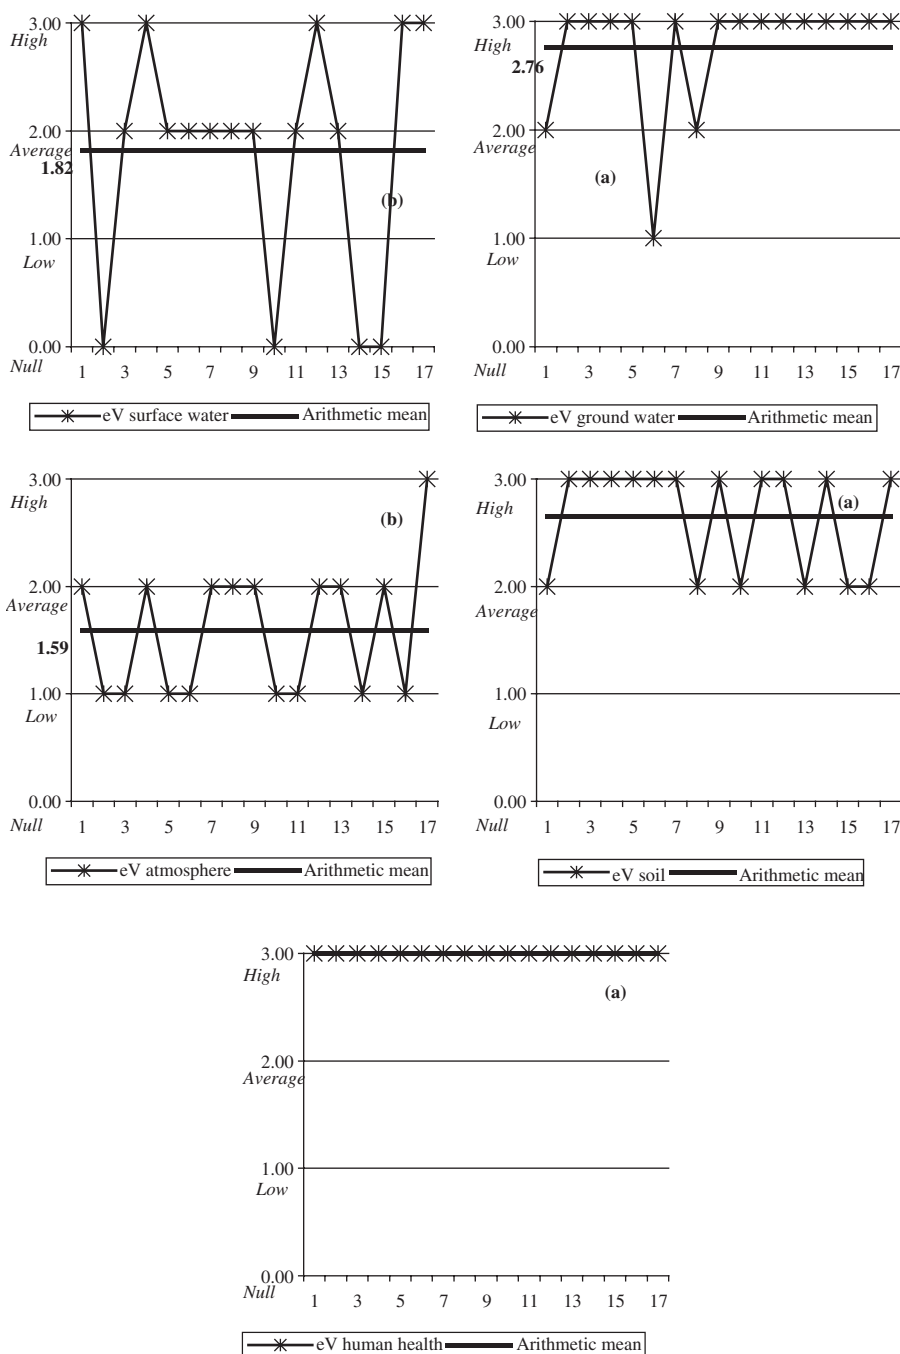 3.00
High
2.00
Average
1.82
(b)
1.00
Low
0.00
Null
1 3 5 7 9 11 13 15 17
eV surface water Arithmetic mean
3.00
High
2.76
2.00
Average
(a)
1.00
Low
0.00
Null
1 3 5 7 9 11 13 15 17
eV ground water Arithmetic mean
3.00
High
(b)
2.00
Average
1.59
1.00
Low
0.00
Null
1 3 5 7 9 11 13 15 17
eV atmosphere Arithmetic mean
3.00
High
(a)
2.00
Average
1.00
Low
0.00
Null
1 3 5 7 9 11 13 15 17
eV soil Arithmetic mean
3.00
High
(a)
2.00
Average
1.00
Low
0.00
Null
1 3 5 7 9 11 13 15 17
eV human health Arithmetic mean